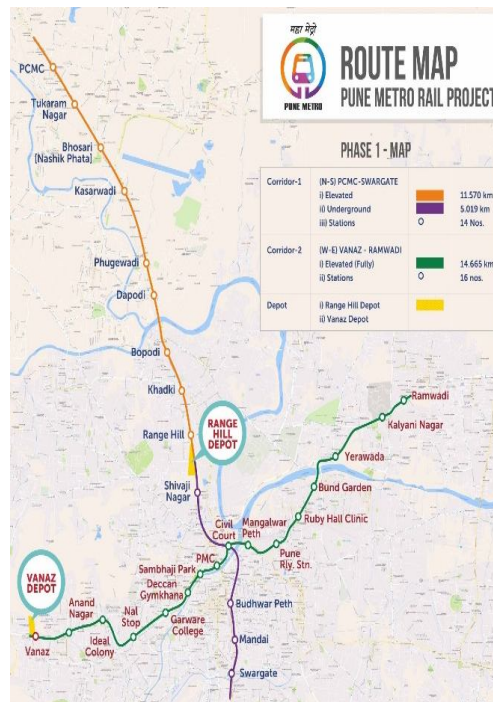 महा मेट्रो
PUNE METRO
ROUTE MAP
PUNE METRO RAIL PROJECT
PHASE 1 - MAP
Corridor-1 (N-S) PCMC-SWARGATE
i) Elevated 11.570 km
ii) Underground 5.019 km
iii) Stations 14 Nos.
Corridor-2 (W-E) VANAZ - RAMWADI
i) Elevated (Fully) 14.665 km
ii) Stations 16 nos.
Depot i) Range Hill Depot
ii) Vanaz Depot
PCMC
Tukaram
Nagar
Bhosari
(Nashik Phata)
Kasarwadi
Phugewadi
Dapodi
Bopodi
Khadki
Range Hill
RANGE
HILL
DEPOT
Shivaji
Nagar
Ramwadi
Kalyani Nagar
Yerawada
Bund Garden
Ruby Hall Clinic
Pune
Rly. Stn.
Mangalwar
Peth
Civil
Court
PMC
Sambhaji Park
Deccan
Gymkhana
Garware
College
Nal
Stop
Ideal
Colony
Anand
Nagar
VANAZ
DEPOT
Vanaz
Budhwar Peth
Mandai
Swargate